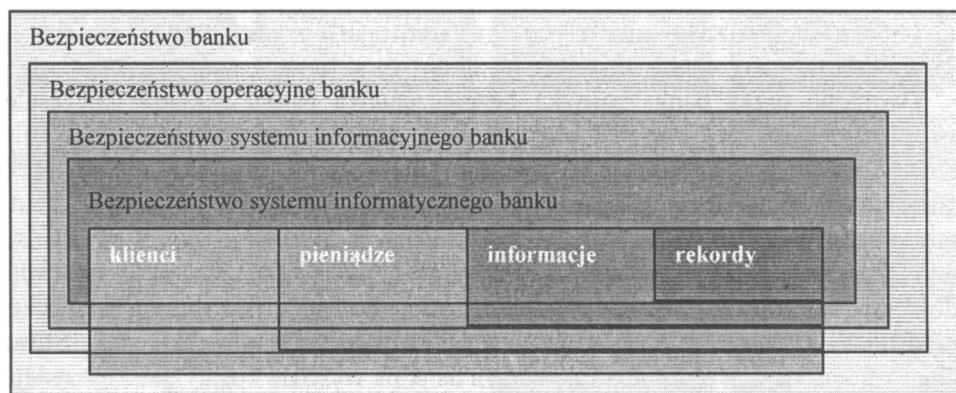 Bezpieczeństwo banku
Bezpieczeństwo operacyjne banku
Bezpieczeństwo systemu informacyjnego banku
Bezpieczeństwo systemu informatycznego banku
klienci pieniądze informacje rekordy